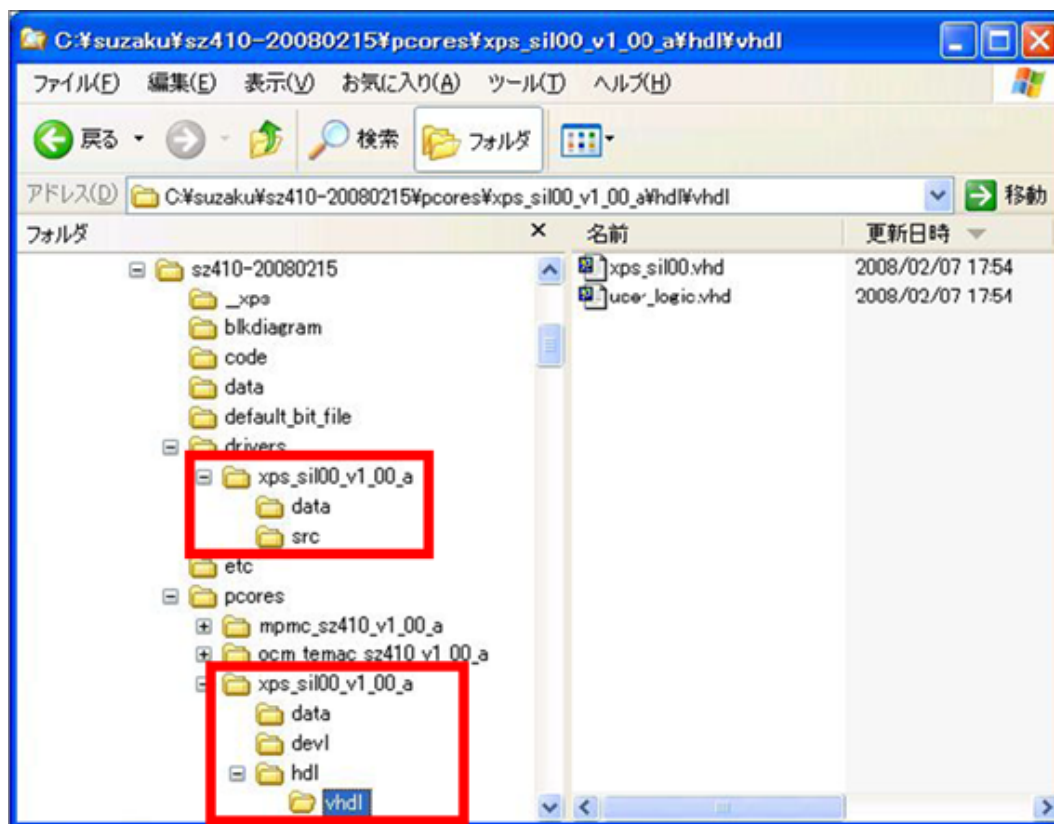 C:¥suzaku¥sz410-20080215¥pcores¥xps_sil00_v1_00_a¥hdl¥vhdl
ファイル(F) 編集(E) 表示(V) お気に入り(A) ツール(T) ヘルプ(H)
戻る 検索 フォルダ
アドレス(D) C:¥suzaku¥sz410-20080215¥pcores¥xps_sil00_v1_00_a¥hdl¥vhdl 移動
フォルダ × 名前 更新日時
sz410-20080215 xps_sil00.vhd 2008/02/07 17:54
_xps user_logic.vhd 2008/02/07 17:54
blkdiagram
code
data
default_bit_file
drivers
xps_sil00_v1_00_a
data
src
etc
pcores
mpmc_sz410_v1_00_a
ocm_temac_sz410_v1_00_a
xps_sil00_v1_00_a
data
devl
hdl
vhdl